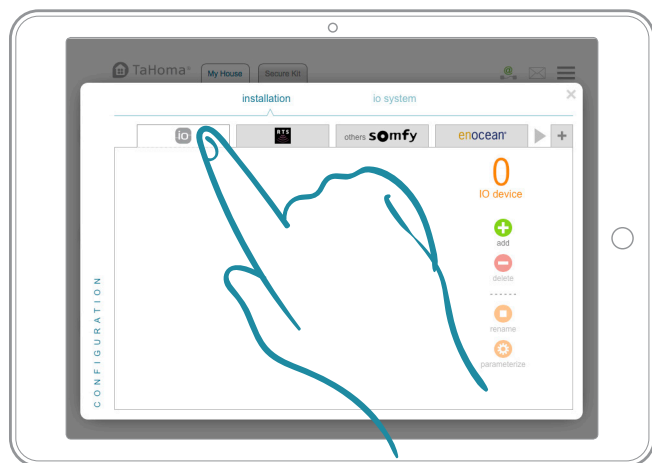 TaHoma®
My House
Secure Kit
installation
io system
io
RTS
others somfy
enocean®
0
IO device
add
delete
rename
parameterize
CONFIGURATION